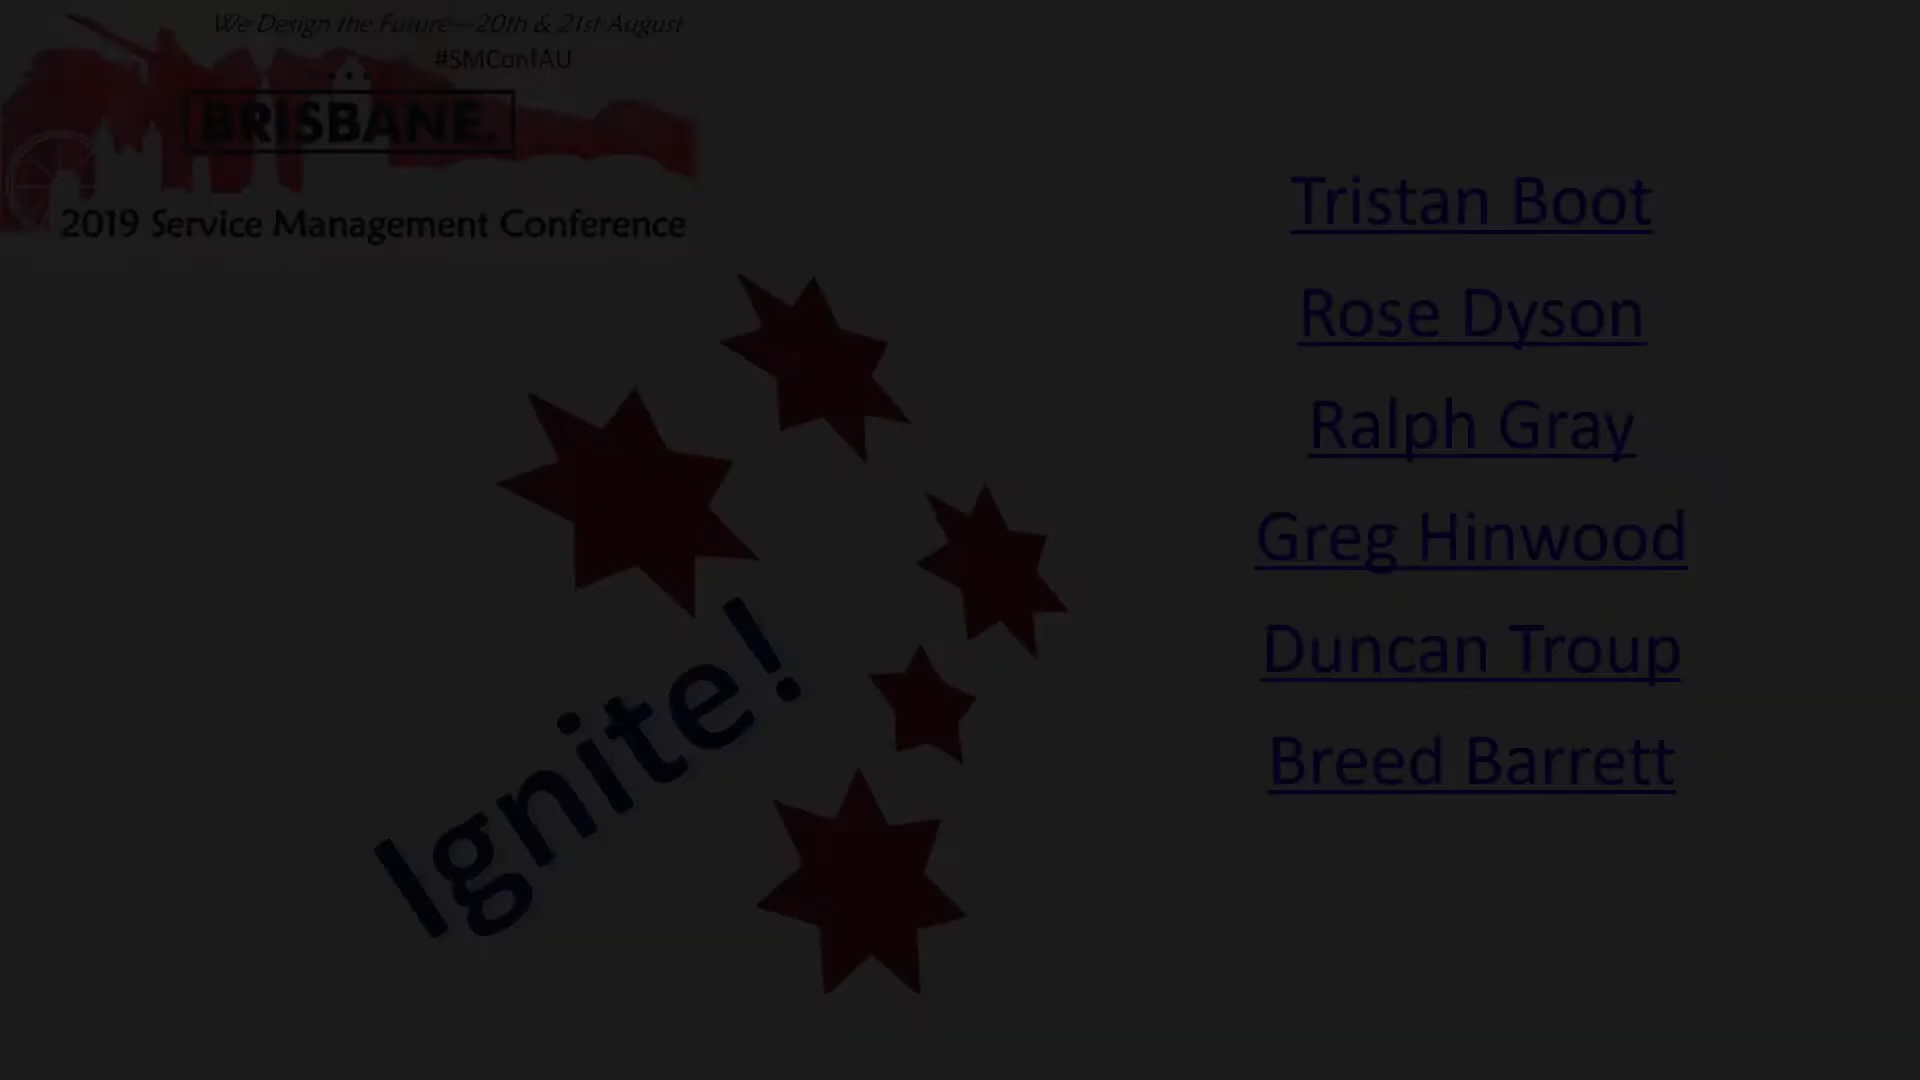 We Design the Future—20th & 21st August
#SMConfAU
BRISBANE.
2019 Service Management Conference
Tristan Boot
Rose Dyson
Ralph Gray
Greg Hinwood
Duncan Troup
Breed Barrett
Ignite!